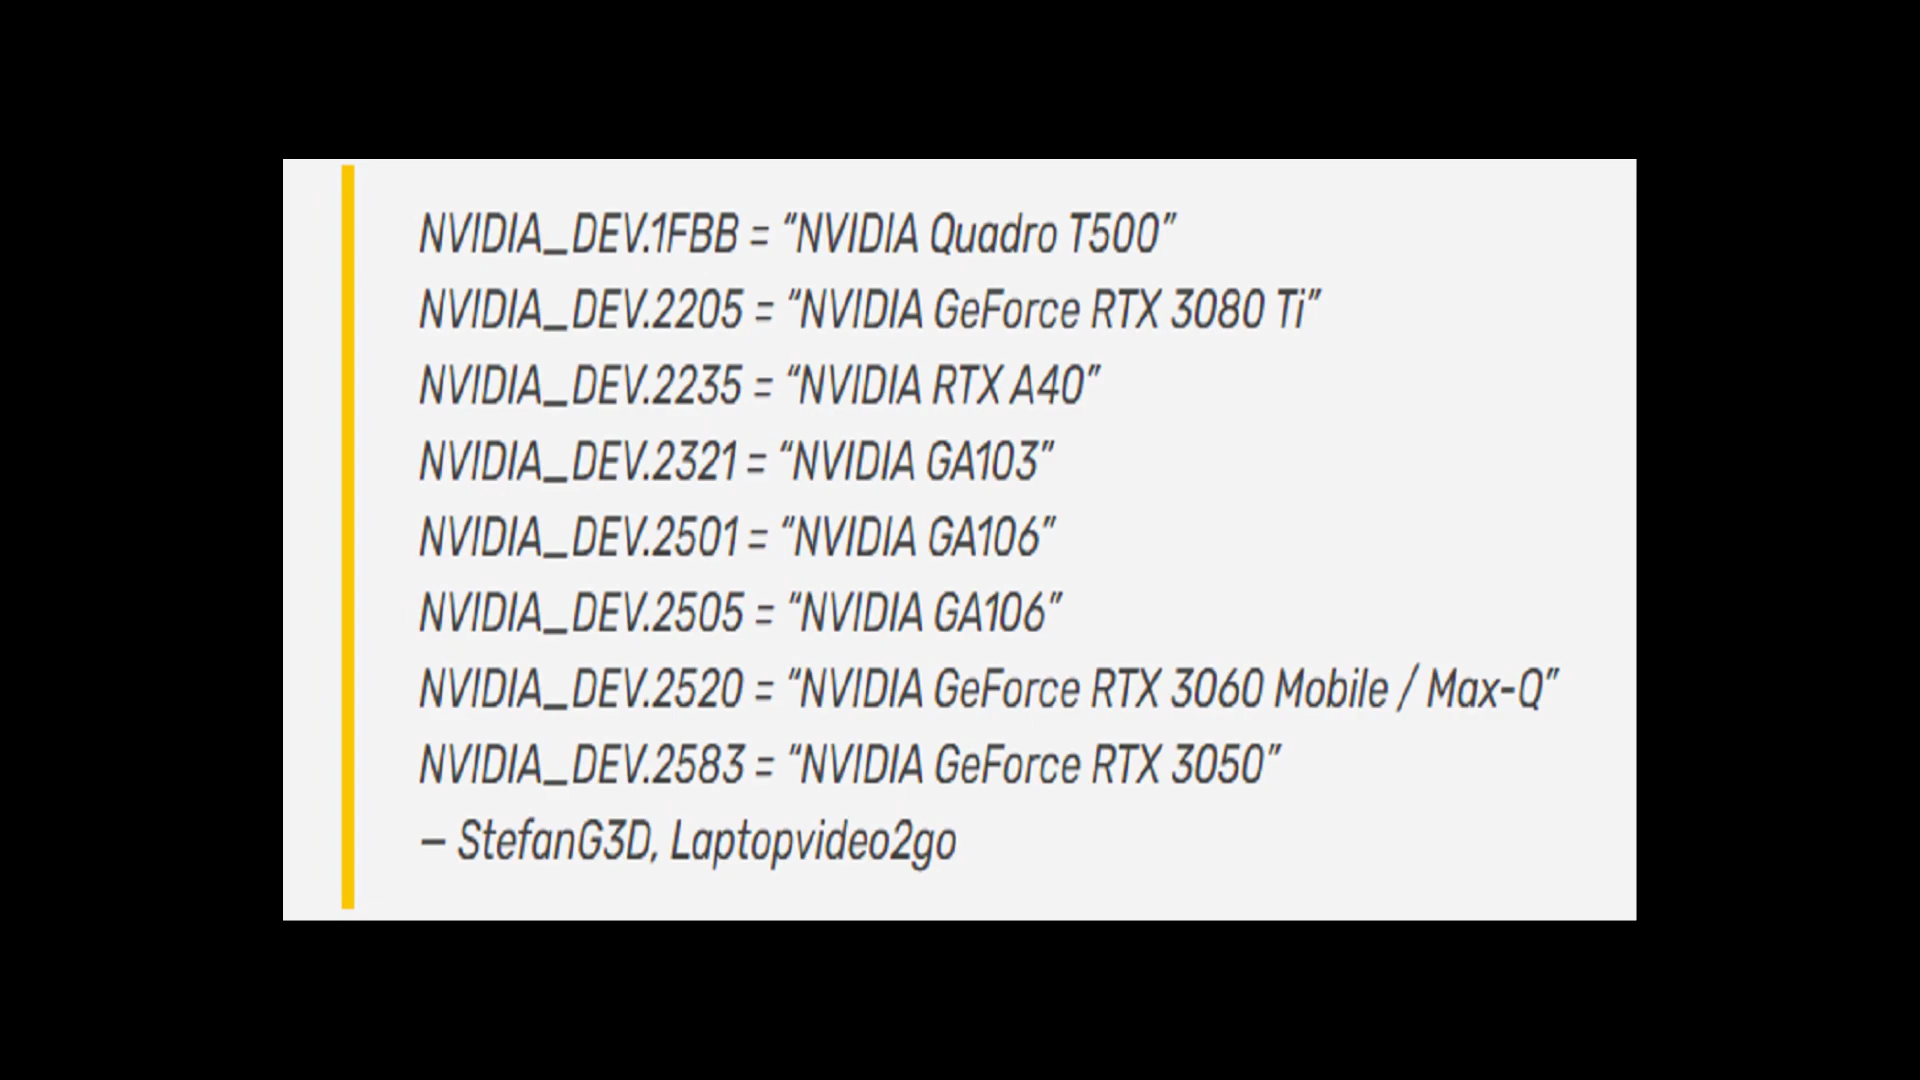 NVIDIA_DEV.1FBB = “NVIDIA Quadro T500”
NVIDIA_DEV.2205 = “NVIDIA GeForce RTX 3080 Ti”
NVIDIA_DEV.2235 = “NVIDIA RTX A40”
NVIDIA_DEV.2321 = “NVIDIA GA103”
NVIDIA_DEV.2501 = “NVIDIA GA106”
NVIDIA_DEV.2505 = “NVIDIA GA106”
NVIDIA_DEV.2520 = “NVIDIA GeForce RTX 3060 Mobile / Max-Q”
NVIDIA_DEV.2583 = “NVIDIA GeForce RTX 3050”
– StefanG3D, Laptopvideo2go